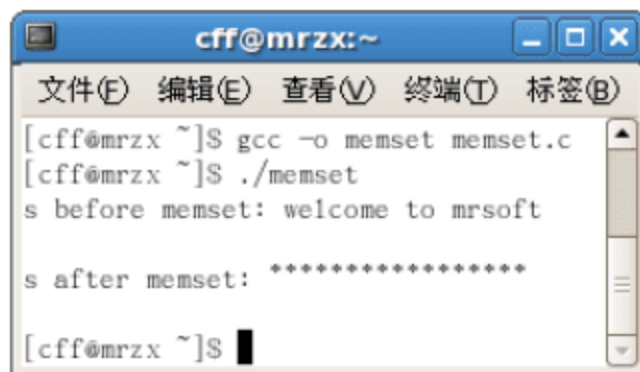 cff@mrzx:~
文件(F) 编辑(E) 查看(V) 终端(T) 标签(B)
[cff@mrzx ~]$ gcc -o memset memset.c
[cff@mrzx ~]$ ./memset
s before memset: welcome to mrsoft
s after memset: *****************
[cff@mrzx ~]$